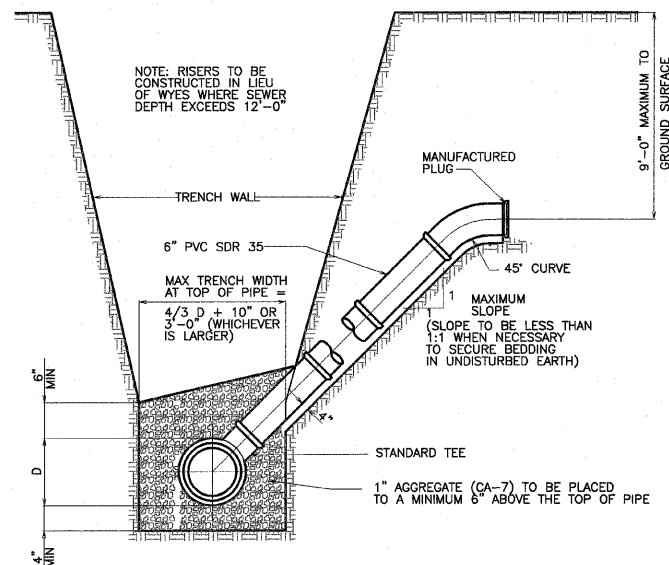 NOTE: RISERS TO BE
CONSTRUCTED IN LIEU
OF WYES WHERE SEWER
DEPTH EXCEEDS 12'-0"
9'-0" MAXIMUM TO
GROUND SURFACE
MANUFACTURED
PLUG
TRENCH WALL
6" PVC SDR 35
45° CURVE
MAX TRENCH WIDTH
AT TOP OF PIPE =
4/3 D + 10" OR
3'-0" (WHICHEVER
IS LARGER)
1
1
MAXIMUM
SLOPE
(SLOPE TO BE LESS THAN
1:1 WHEN NECESSARY
TO SECURE BEDDING
IN UNDISTURBED EARTH)
6"
MIN
D
4"
MIN
4"
STANDARD TEE
1" AGGREGATE (CA-7) TO BE PLACED
TO A MINIMUM 6" ABOVE THE TOP OF PIPE